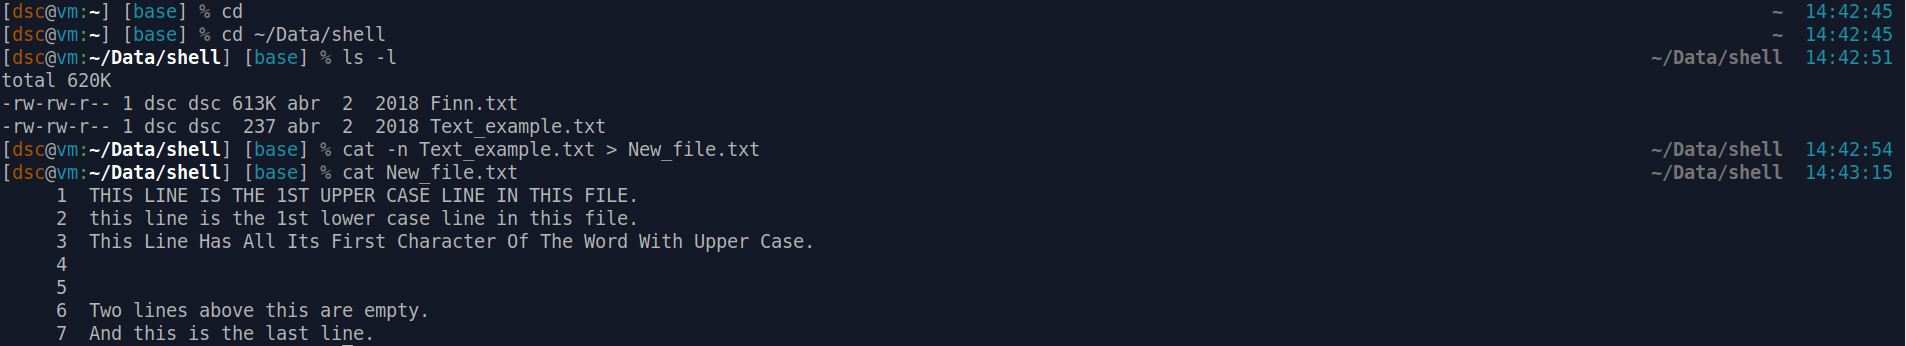 [dsc@vm:~] [base] % cd ~ 14:42:45
[dsc@vm:~] [base] % cd ~/Data/shell ~ 14:42:45
[dsc@vm:~/Data/shell] [base] % ls -l ~/Data/shell 14:42:51
total 620K
-rw-rw-r-- 1 dsc dsc 613K abr  2  2018 Finn.txt
-rw-rw-r-- 1 dsc dsc  237 abr  2  2018 Text_example.txt
[dsc@vm:~/Data/shell] [base] % cat -n Text_example.txt > New_file.txt ~/Data/shell 14:42:54
[dsc@vm:~/Data/shell] [base] % cat New_file.txt ~/Data/shell 14:43:15
     1  THIS LINE IS THE 1ST UPPER CASE LINE IN THIS FILE.
     2  this line is the 1st lower case line in this file.
     3  This Line Has All Its First Character Of The Word With Upper Case.
     4
     5
     6  Two lines above this are empty.
     7  And this is the last line.